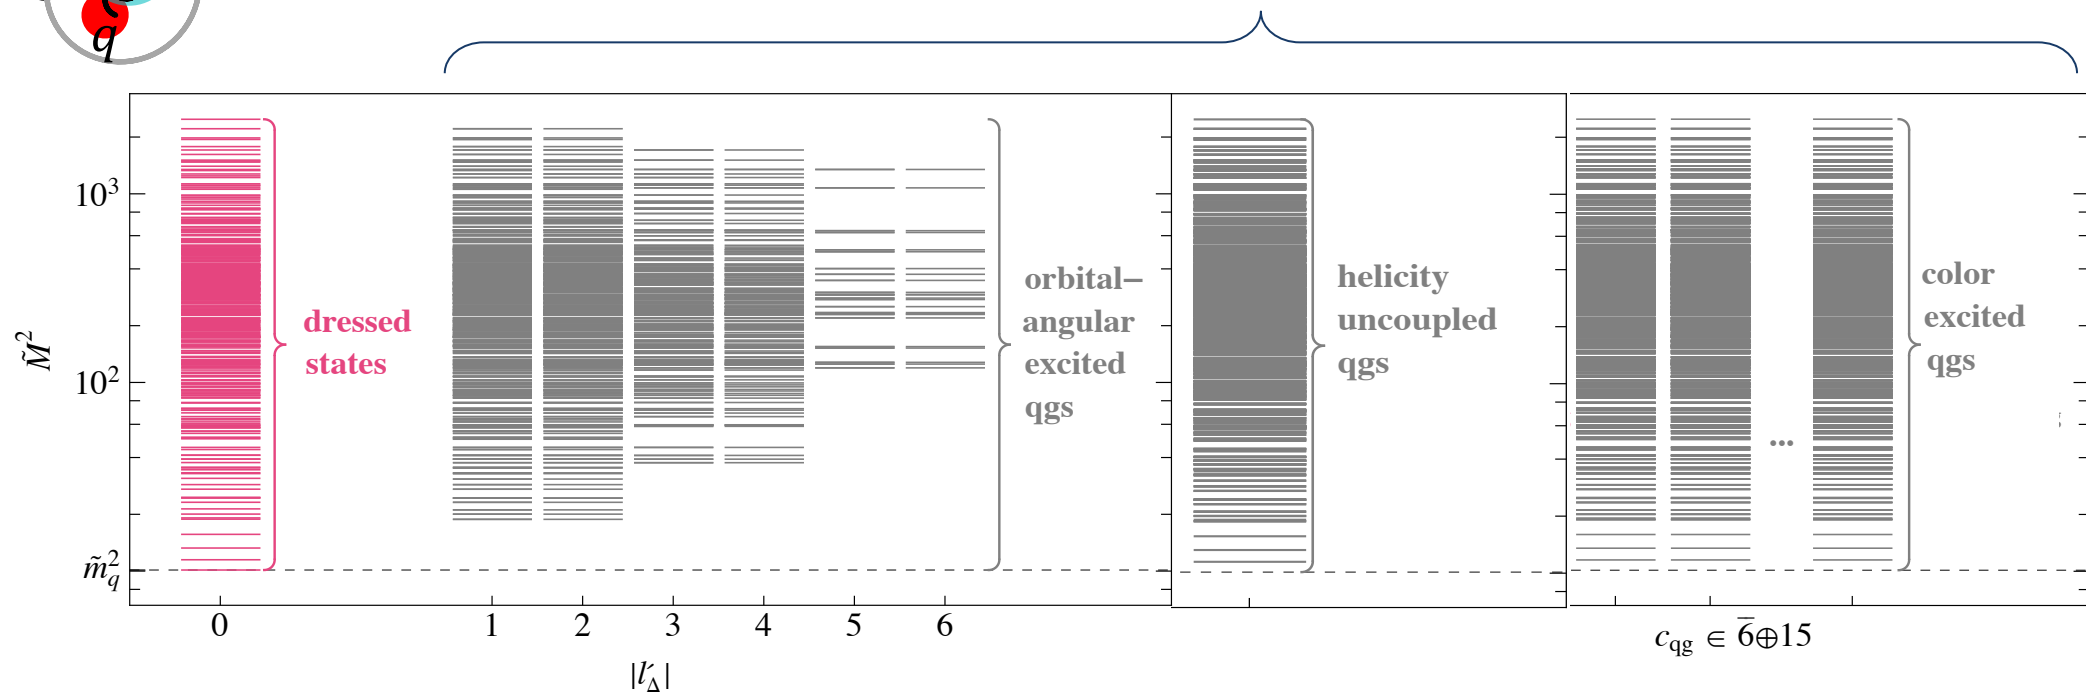 q
10³
10²
m̃²_q
M̃²
dressed
states
orbital–
angular
excited
qgs
helicity
uncoupled
qgs
color
excited
qgs
...
0 1 2 3 4 5 6
|l′_Δ|
c_qg ∈ 6̅⊕15